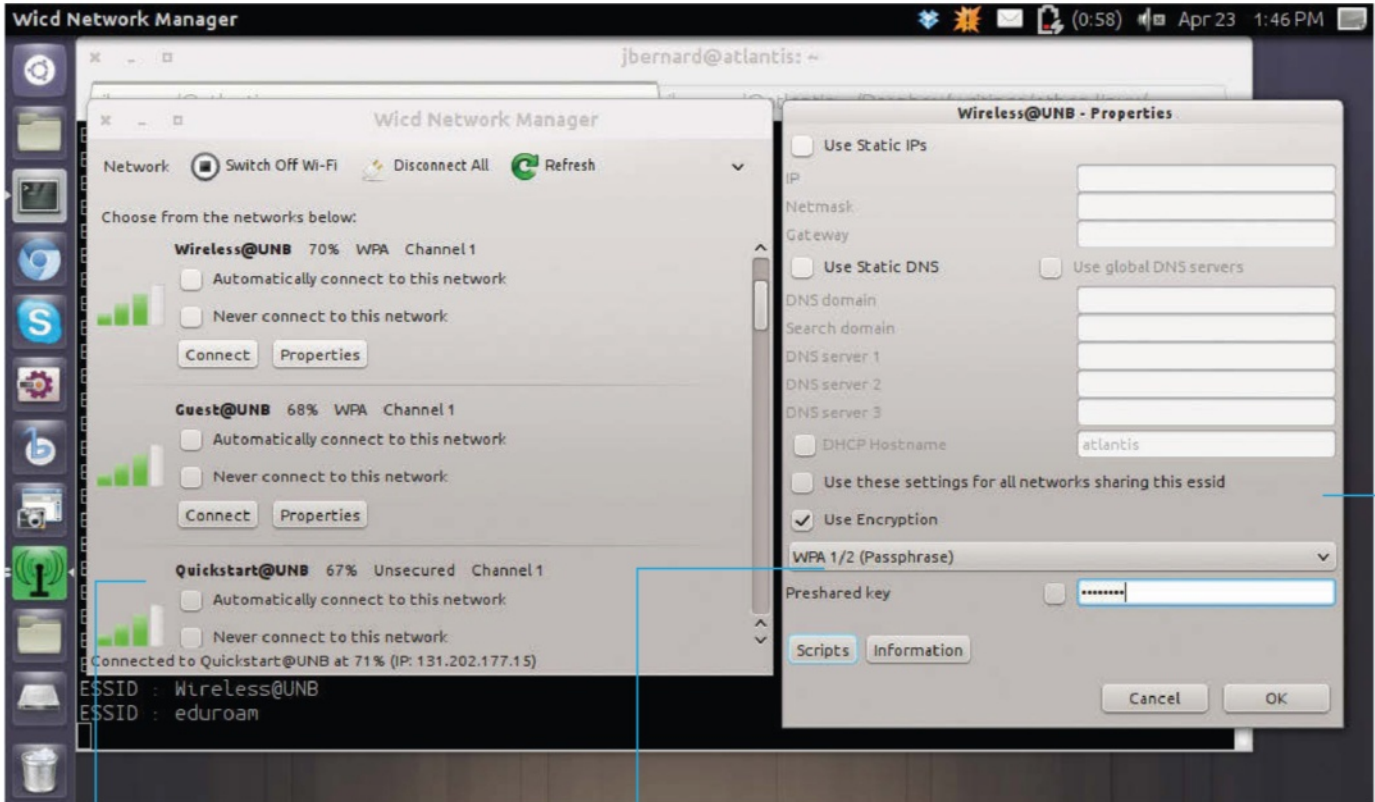 Wicd Network Manager
(0:58) Apr 23 1:46 PM
jbernard@atlantis: ~
Wicd Network Manager
Network Switch Off Wi-Fi Disconnect All Refresh
Choose from the networks below:
Wireless@UNB 70% WPA Channel 1
Automatically connect to this network
Never connect to this network
Connect Properties
Guest@UNB 68% WPA Channel 1
Automatically connect to this network
Never connect to this network
Connect Properties
Quickstart@UNB 67% Unsecured Channel 1
Automatically connect to this network
Never connect to this network
Connected to Quickstart@UNB at 71% (IP: 131.202.177.15)
ESSID : Wireless@UNB
ESSID : eduroam
Wireless@UNB - Properties
Use Static IPs
IP
Netmask
Gateway
Use Static DNS Use global DNS servers
DNS domain
Search domain
DNS server 1
DNS server 2
DNS server 3
DHCP Hostname atlantis
Use these settings for all networks sharing this essid
Use Encryption
WPA 1/2 (Passphrase)
Preshared key ••••••••
Scripts Information
Cancel OK